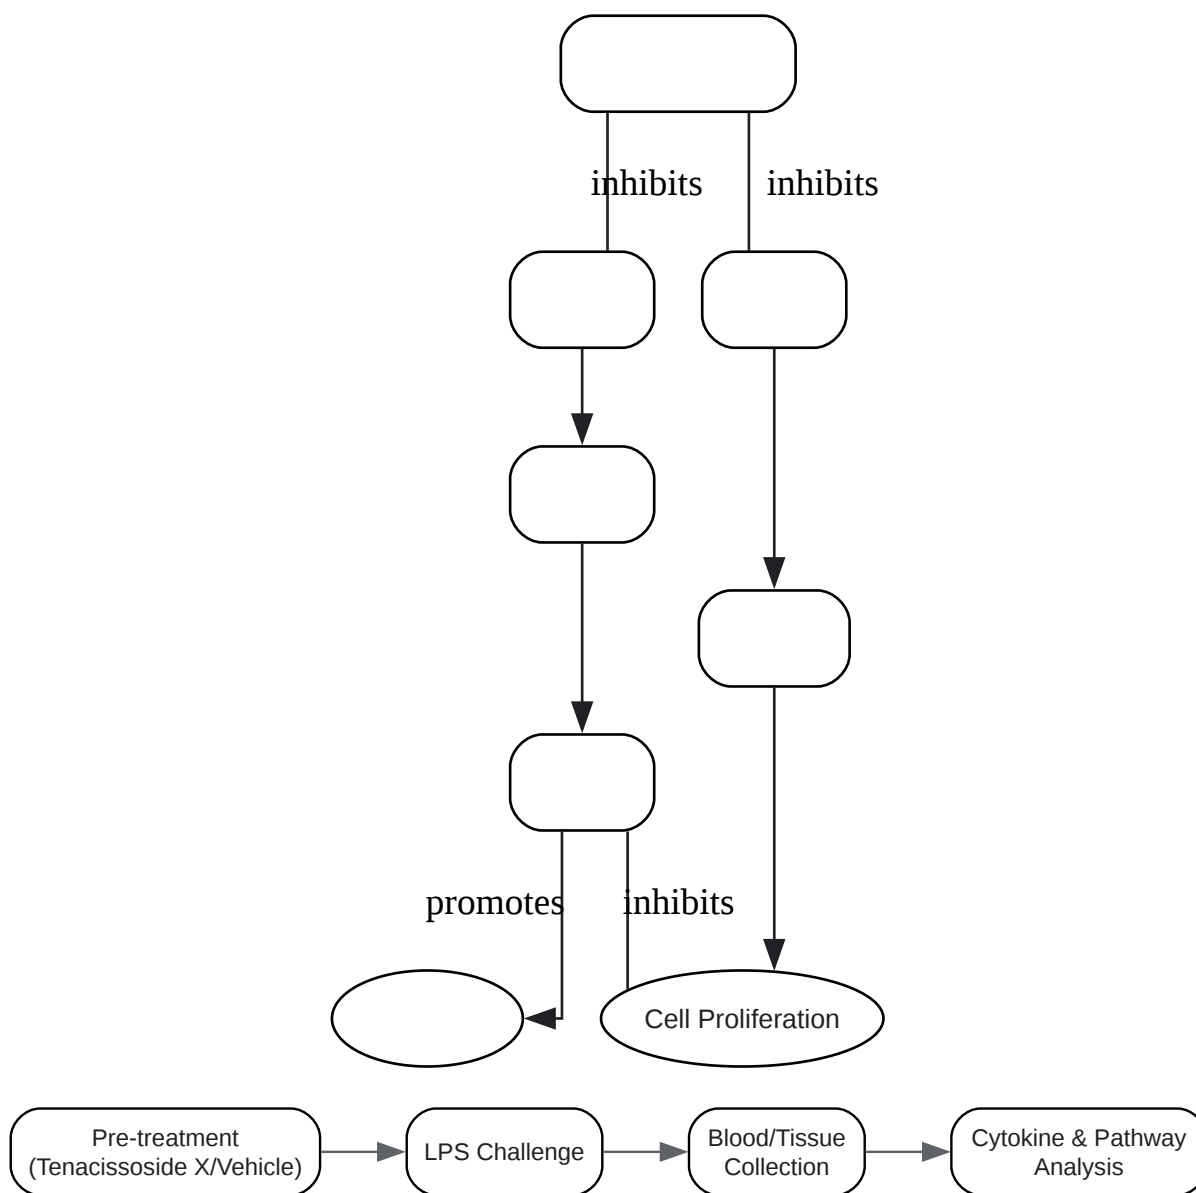 inhibits inhibits
promotes inhibits
Cell Proliferation
Pre-treatment
(Tenacissoside X/Vehicle)
LPS Challenge
Blood/Tissue
Collection
Cytokine & Pathway
Analysis